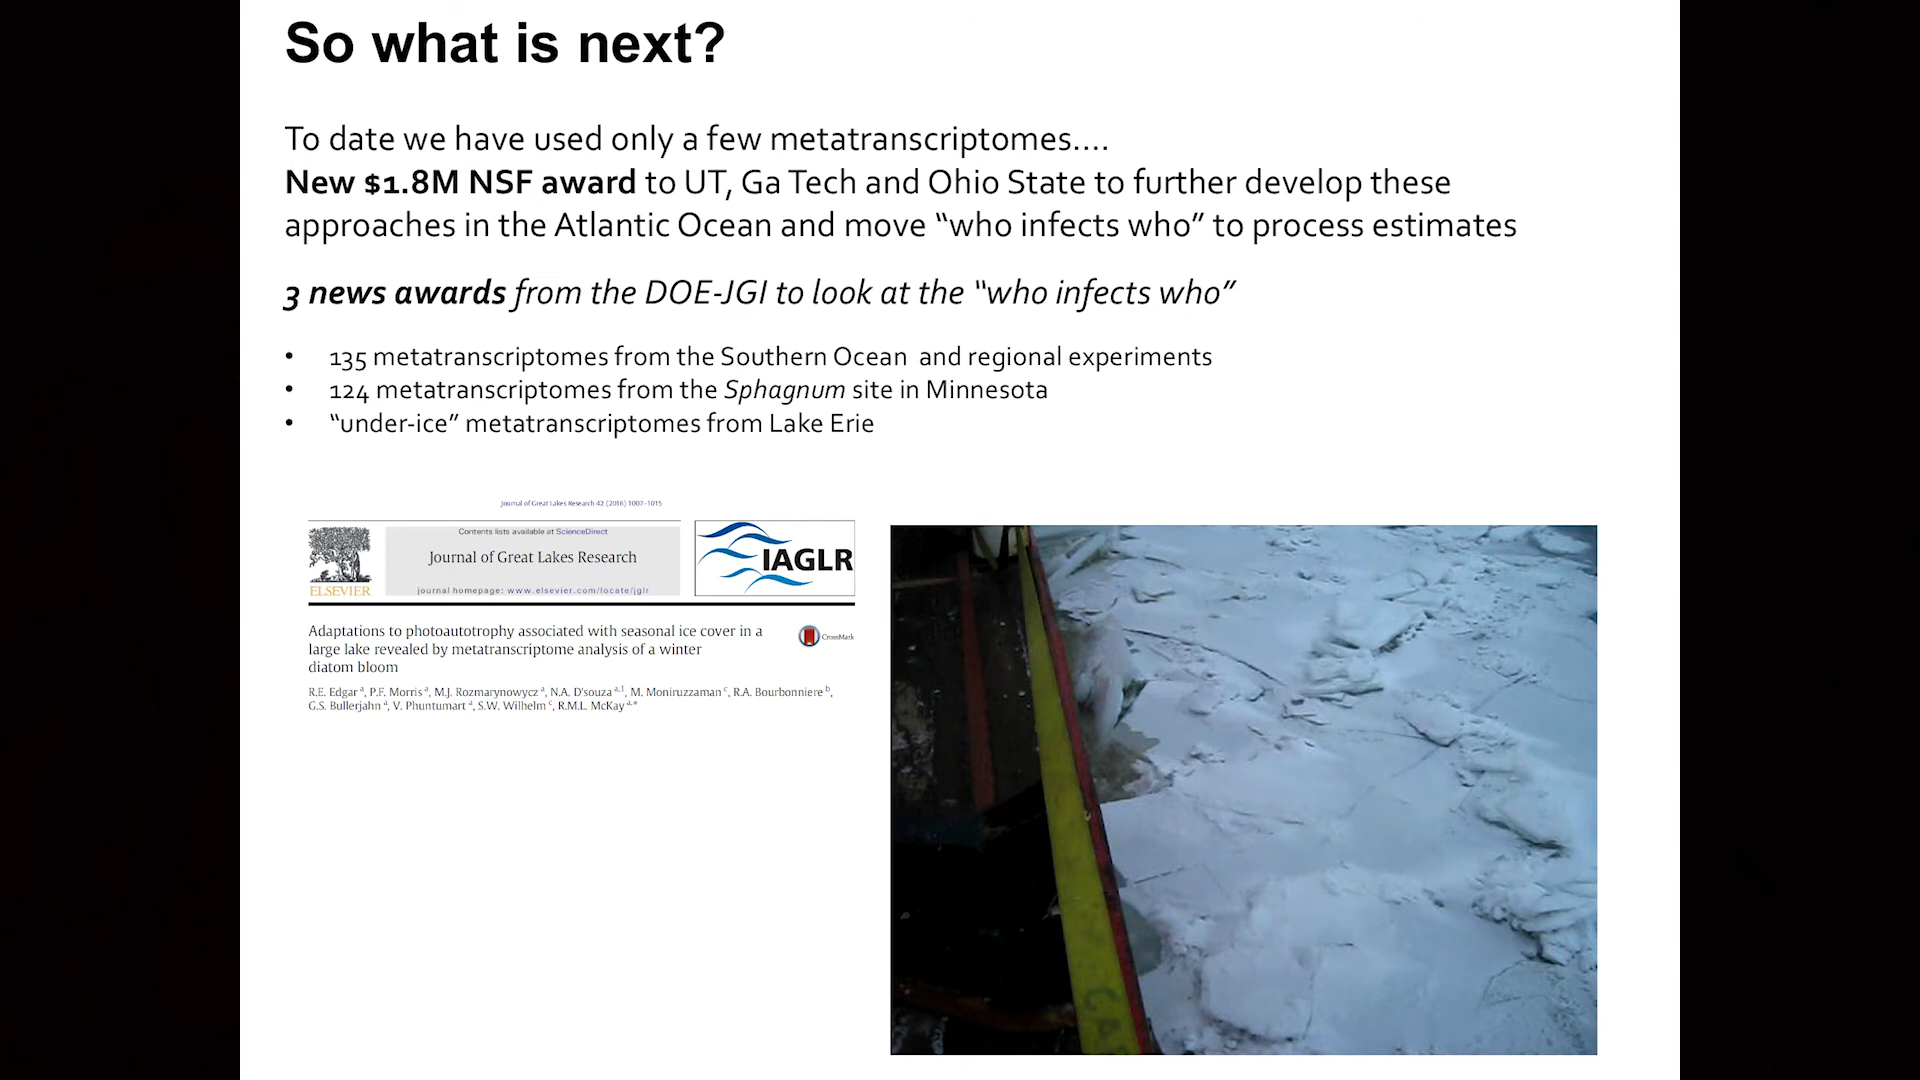 So what is next?
To date we have used only a few metatranscriptomes....
New $1.8M NSF award to UT, Ga Tech and Ohio State to further develop these
approaches in the Atlantic Ocean and move “who infects who” to process estimates
3 news awards from the DOE-JGI to look at the “who infects who”
• 135 metatranscriptomes from the Southern Ocean and regional experiments
• 124 metatranscriptomes from the Sphagnum site in Minnesota
• “under-ice” metatranscriptomes from Lake Erie
Journal of Great Lakes Research 42 (2016) 1007–1015
Contents lists available at ScienceDirect
Journal of Great Lakes Research
journal homepage: www.elsevier.com/locate/jglr
ELSEVIER
IAGLR
Adaptations to photoautotrophy associated with seasonal ice cover in a
large lake revealed by metatranscriptome analysis of a winter
diatom bloom
CrossMark
R.E. Edgar a, P.F. Morris a, M.J. Rozmarynowycz a, N.A. D'souza a,1, M. Moniruzzaman c, R.A. Bourbonniere b,
G.S. Bullerjahn a, V. Phuntumart a, S.W. Wilhelm c, R.M.L. McKay a,*